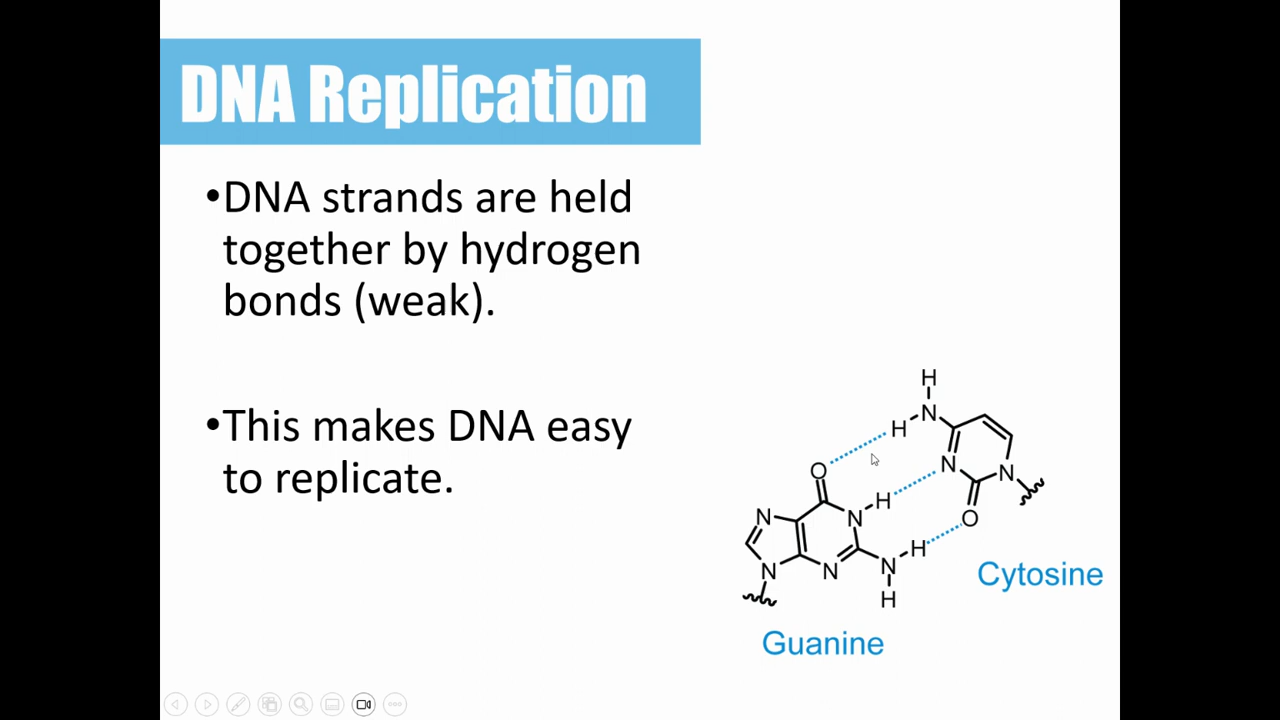 DNA Replication
•DNA strands are held
together by hydrogen
bonds (weak).
•This makes DNA easy
to replicate.
H
H N
O N
H N
N N O
H
N N N
H
Cytosine
Guanine